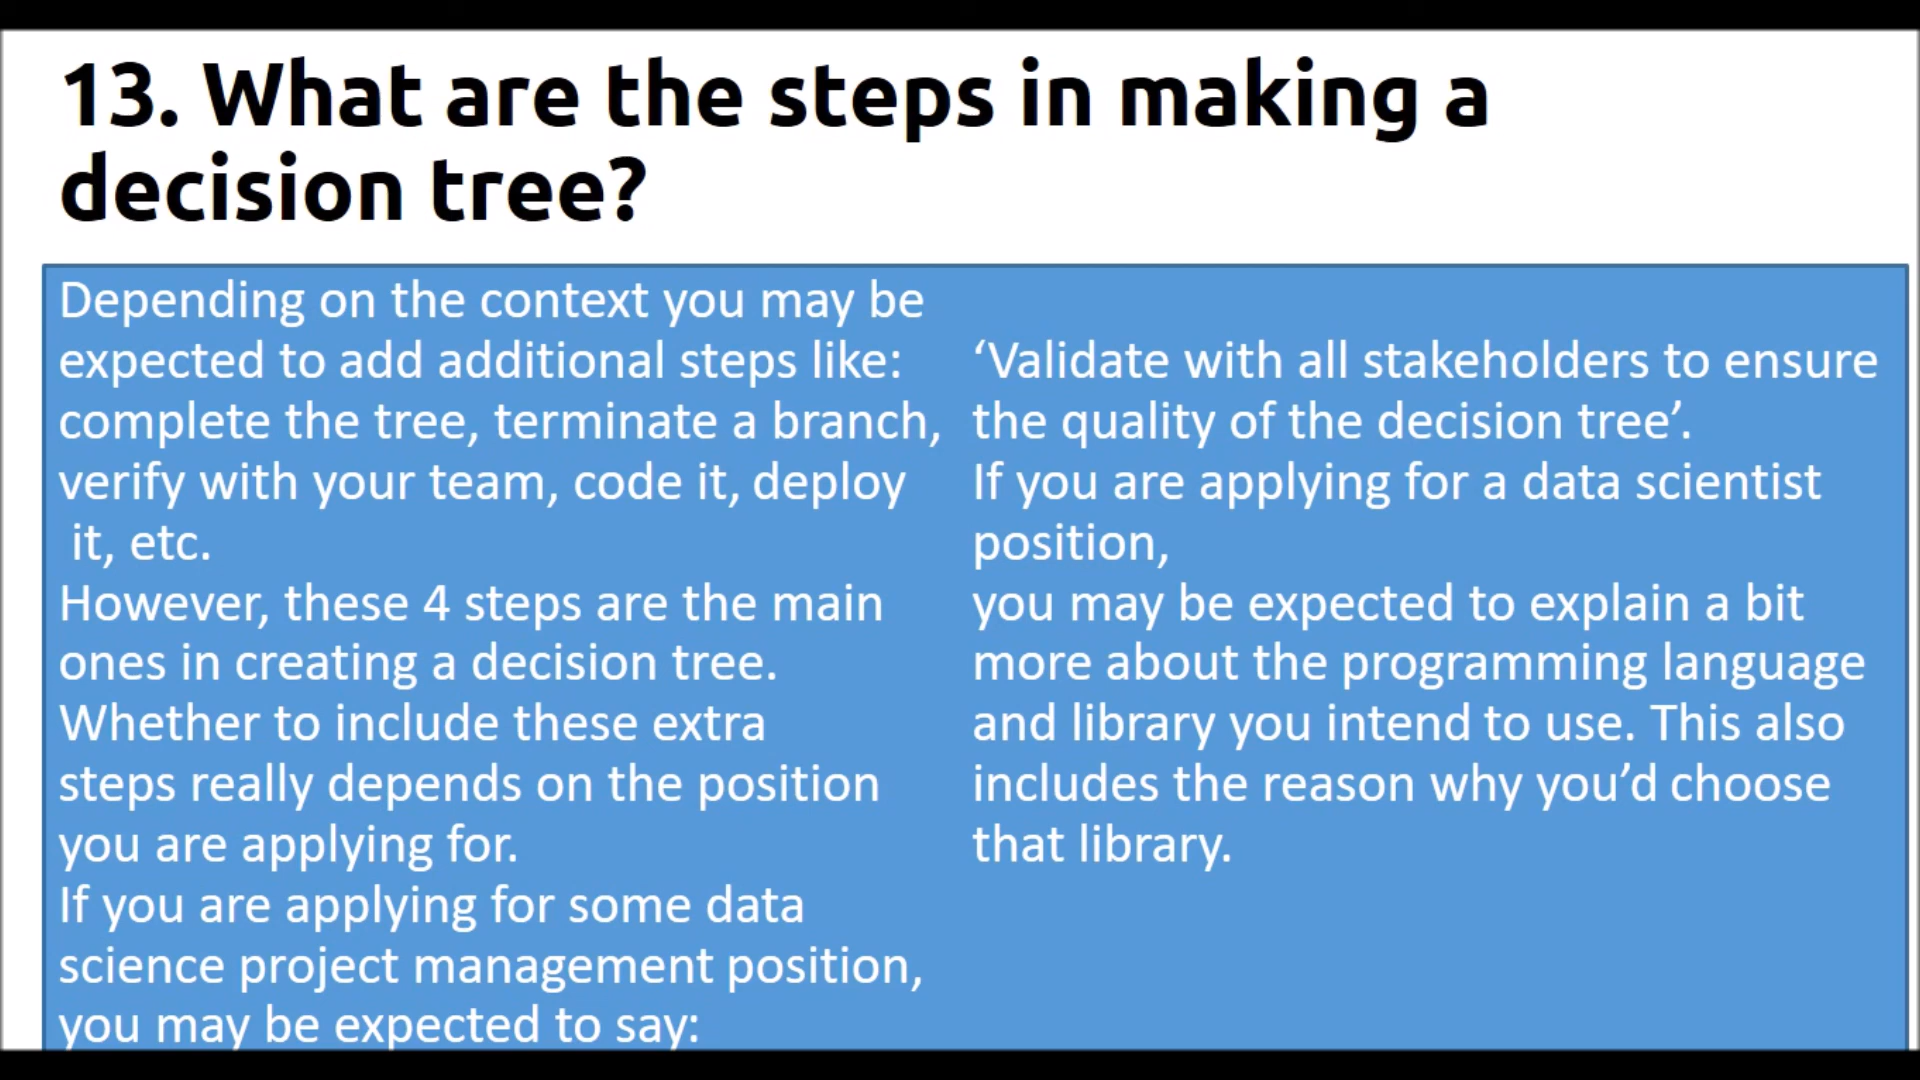 13. What are the steps in making a
decision tree?
Depending on the context you may be
expected to add additional steps like:
complete the tree, terminate a branch,
verify with your team, code it, deploy
it, etc.
However, these 4 steps are the main
ones in creating a decision tree.
Whether to include these extra
steps really depends on the position
you are applying for.
If you are applying for some data
science project management position,
you may be expected to say:
‘Validate with all stakeholders to ensure
the quality of the decision tree’.
If you are applying for a data scientist
position,
you may be expected to explain a bit
more about the programming language
and library you intend to use. This also
includes the reason why you’d choose
that library.